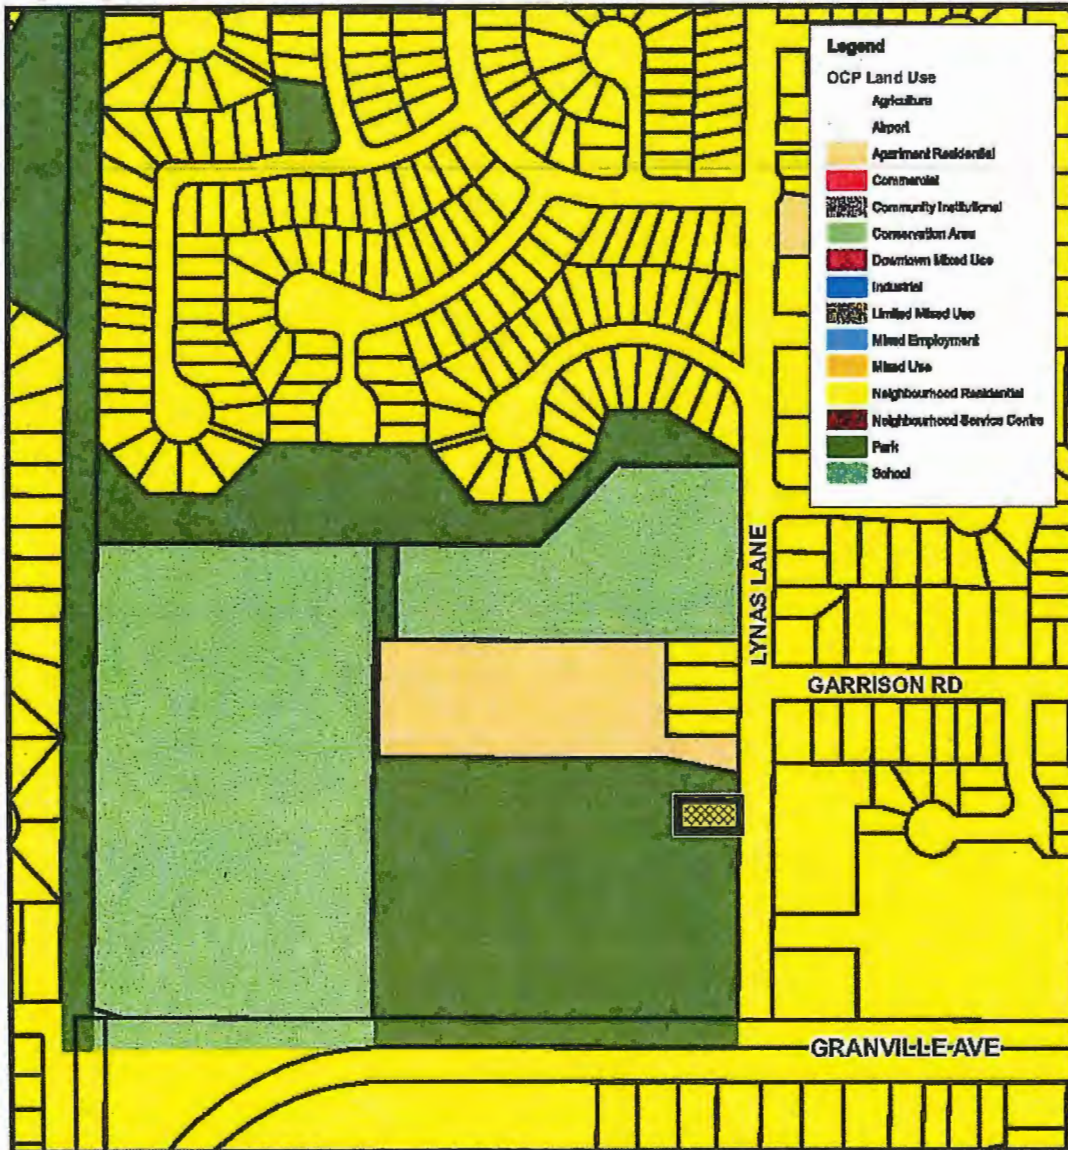 Legend
OCP Land Use
Agriculture
Airport
Apartment Residential
Commercial
Community Institutional
Conservation Area
Downtown Mixed Use
Industrial
Limited Mixed Use
Mixed Employment
Mixed Use
Neighbourhood Residential
Neighbourhood Service Centre
Park
School
LYNAS LANE
GARRISON RD
GRANVILLE AVE